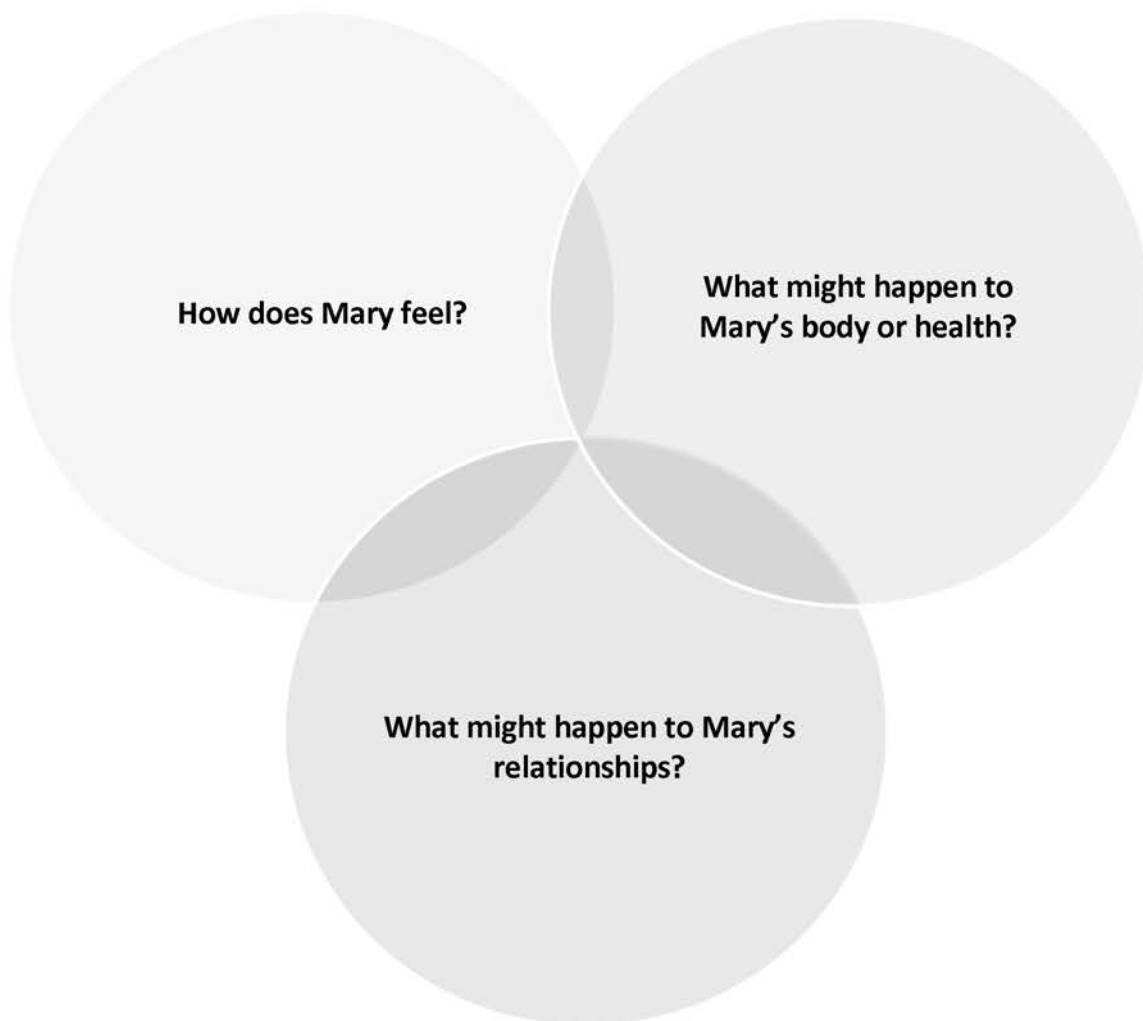 How does Mary feel?
What might happen to
Mary’s body or health?
What might happen to Mary’s
relationships?